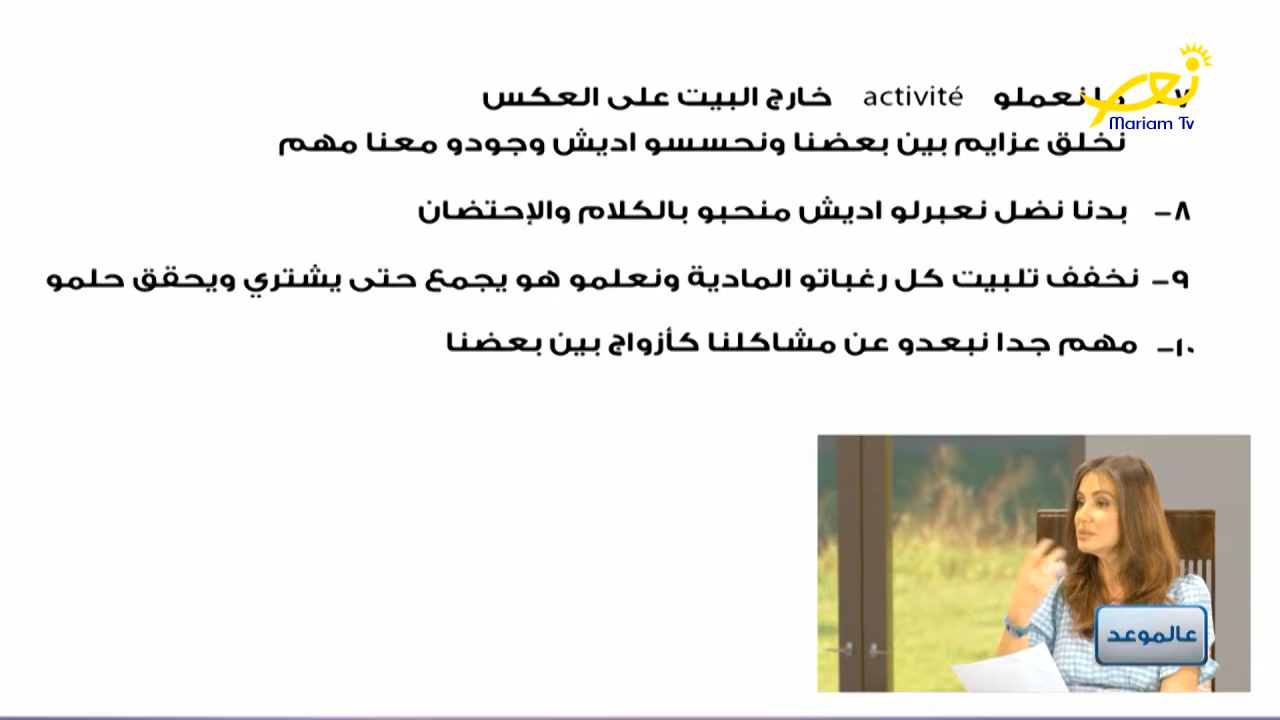 ٧- ما نعملو activité خارج البيت على العكس
نخلق عزايم بين بعضنا ونحسسو اديش وجودو معنا مهم
٨- بدنا نضل نعبرلو اديش منحبو بالكلام والإحتضان
٩- نخفف تلبيت كل رغباتو المادية ونعلمو هو يجمع حتى يشتري ويحقق حلمو
١٠- مهم جدا نبعدو عن مشاكلنا كأزواج بين بعضنا
Mariam Tv
عالموعد